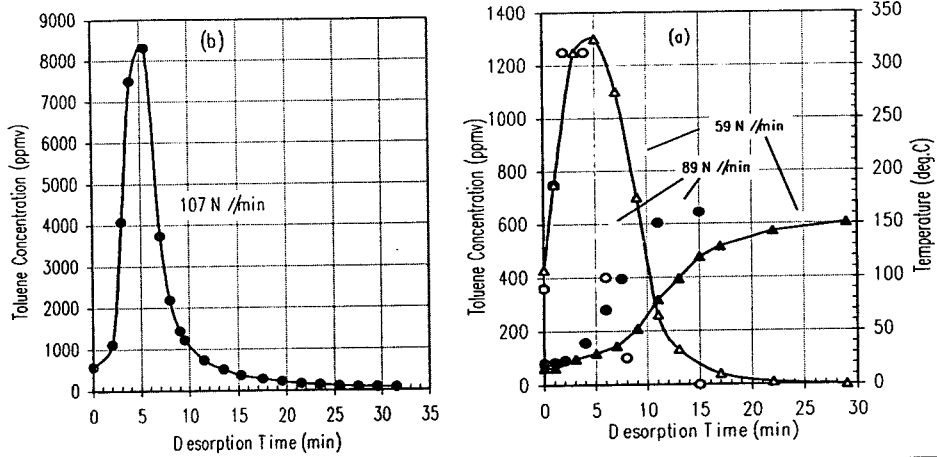 (b)
107 N l/min
Toluene Concentration (ppmv)
9000
8000
7000
6000
5000
4000
3000
2000
1000
0
0 5 10 15 20 25 30 35
Desorption Time (min)
(a)
59 N l/min
89 N l/min
Toluene Concentration (ppmv)
1400
1200
1000
800
600
400
200
0
0 5 10 15 20 25 30
Desorption Time (min)
Temperature (deg.C)
350
300
250
200
150
100
50
0